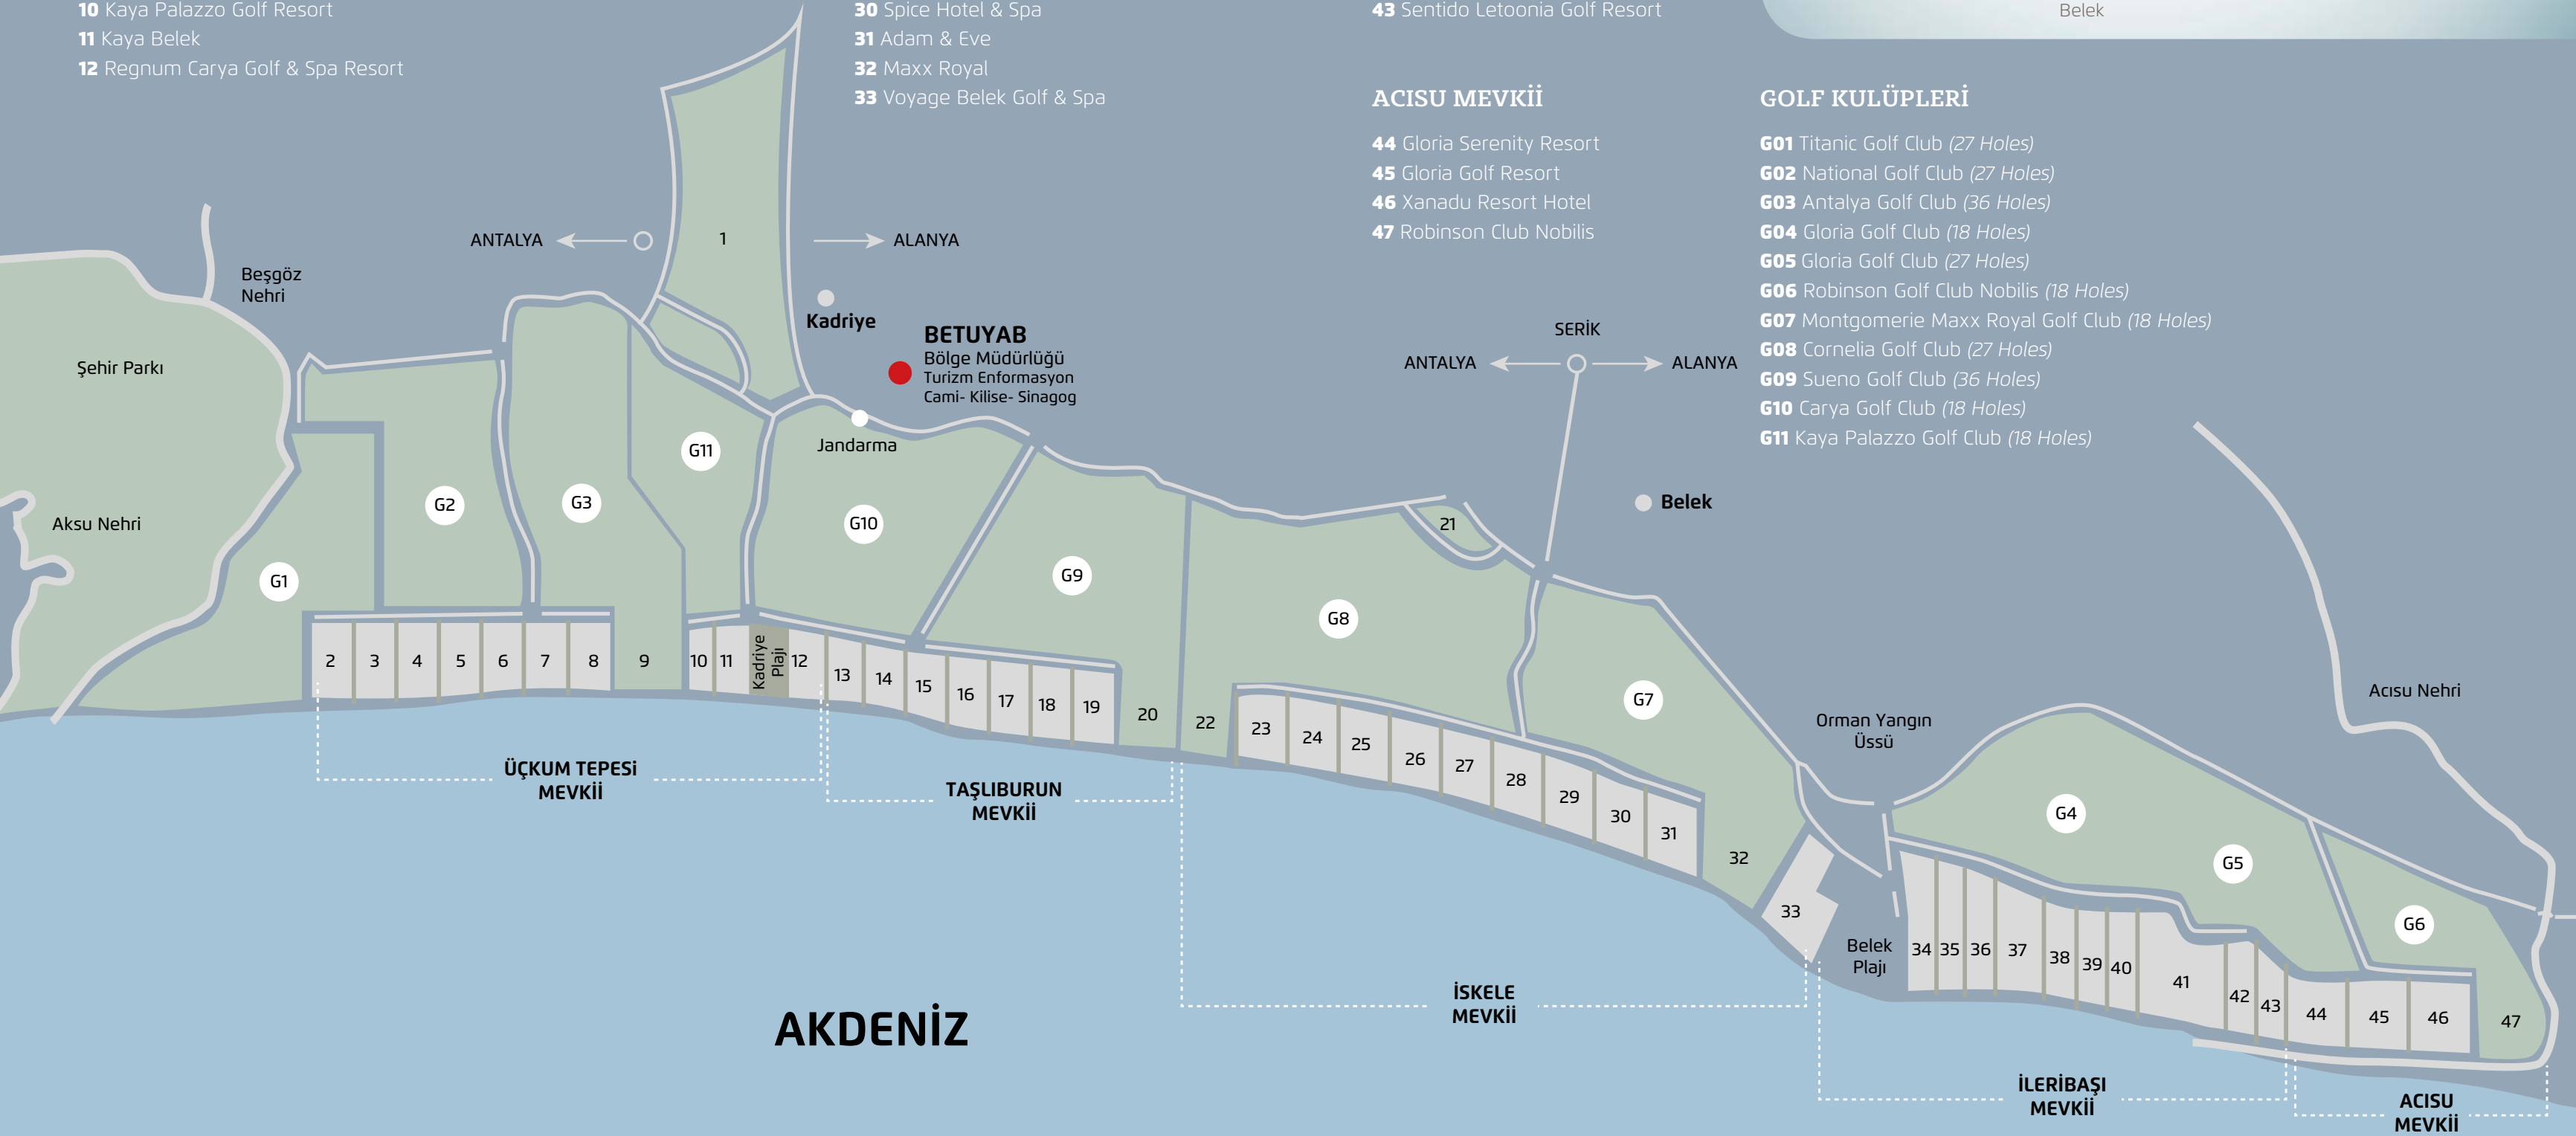 10 Kaya Palazzo Golf Resort
11 Kaya Belek
12 Regnum Carya Golf & Spa Resort
30 Spice Hotel & Spa
31 Adam & Eve
32 Maxx Royal
33 Voyage Belek Golf & Spa
43 Sentido Letoonia Golf Resort
Belek
ACISU MEVKİİ
44 Gloria Serenity Resort
45 Gloria Golf Resort
46 Xanadu Resort Hotel
47 Robinson Club Nobilis
GOLF KULÜPLERİ
G01 Titanic Golf Club (27 Holes)
G02 National Golf Club (27 Holes)
G03 Antalya Golf Club (36 Holes)
G04 Gloria Golf Club (18 Holes)
G05 Gloria Golf Club (27 Holes)
G06 Robinson Golf Club Nobilis (18 Holes)
G07 Montgomerie Maxx Royal Golf Club (18 Holes)
G08 Cornelia Golf Club (27 Holes)
G09 Sueno Golf Club (36 Holes)
G10 Carya Golf Club (18 Holes)
G11 Kaya Palazzo Golf Club (18 Holes)
ANTALYA
1
ALANYA
Beşgöz
Nehri
Kadriye
BETUYAB
Bölge Müdürlüğü
Turizm Enformasyon
Cami- Kilise- Sinagog
Jandarma
SERİK
ANTALYA
ALANYA
Belek
Şehir Parkı
Aksu Nehri
G1
G2
G3
G11
G10
G9
G8
21
G7
Orman Yangın
Üssü
Acısu Nehri
G4
G5
G6
2
3
4
5
6
7
8
9
10
11
Kadriye
Plajı
12
13
14
15
16
17
18
19
20
22
23
24
25
26
27
28
29
30
31
32
33
Belek
Plajı
34
35
36
37
38
39
40
41
42
43
44
45
46
47
ÜÇKUM TEPESİ
MEVKİİ
TAŞLIBURUN
MEVKİİ
İSKELE
MEVKİİ
AKDENİZ
İLERİBAŞI
MEVKİİ
ACISU
MEVKİİ